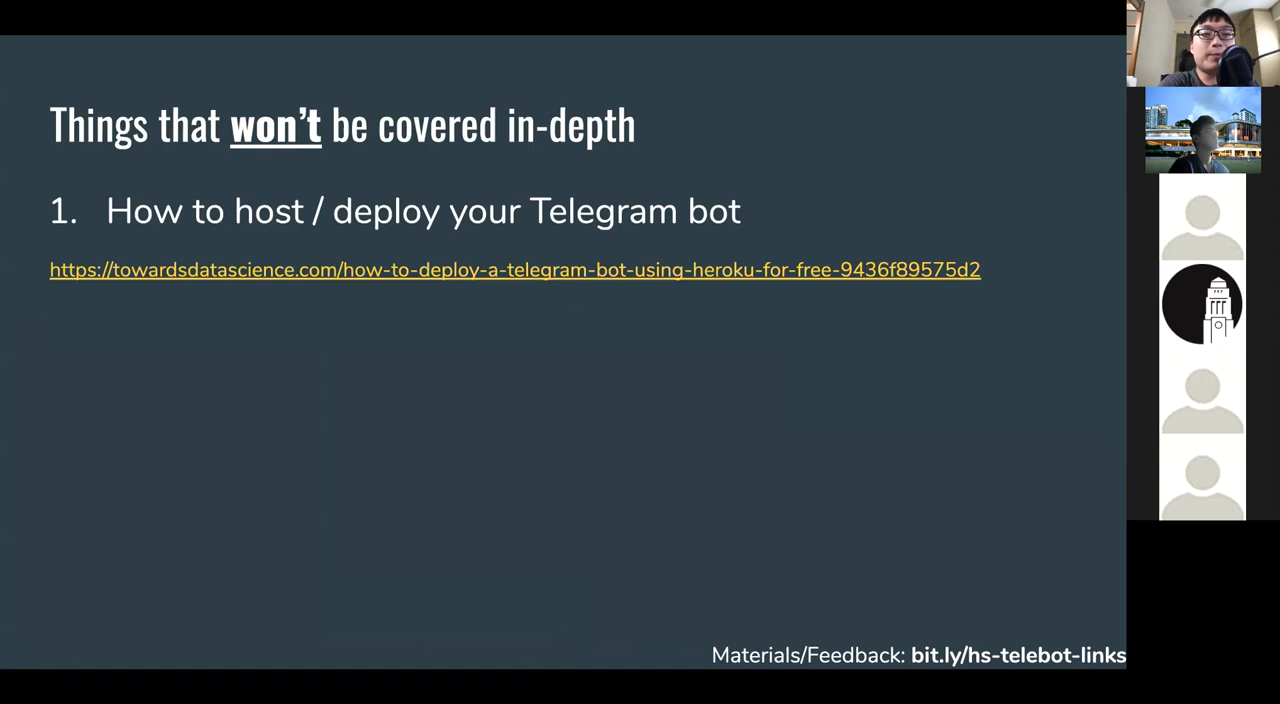 Things that won't be covered in-depth
1. How to host / deploy your Telegram bot
https://towardsdatascience.com/how-to-deploy-a-telegram-bot-using-heroku-for-free-9436f89575d2
Materials/Feedback: bit.ly/hs-telebot-links